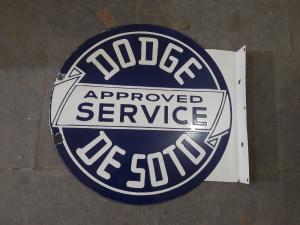 DODGE
APPROVED
SERVICE
DE SOTO